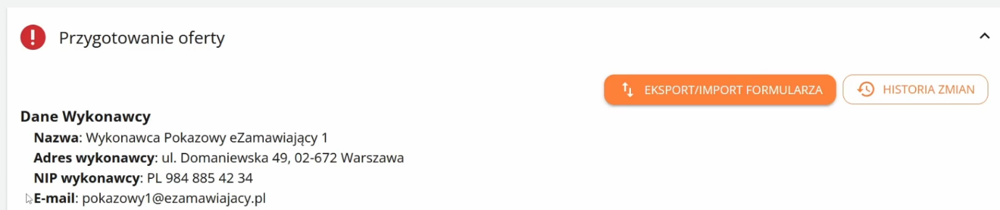 Przygotowanie oferty
EKSPORT/IMPORT FORMULARZA
HISTORIA ZMIAN
Dane Wykonawcy
Nazwa: Wykonawca Pokazowy eZamawiający 1
Adres wykonawcy: ul. Domaniewska 49, 02-672 Warszawa
NIP wykonawcy: PL 984 885 42 34
E-mail: pokazowy1@ezamawiajacy.pl